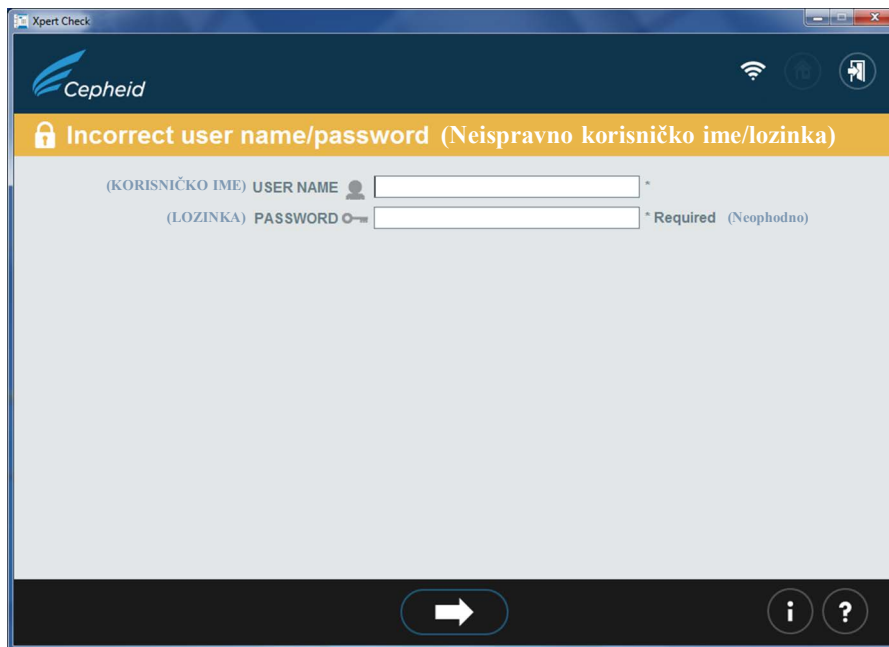 Xpert Check
Cepheid
Incorrect user name/password (Neispravno korisničko ime/lozinka)
(KORISNIČKO IME) USER NAME *
(LOZINKA) PASSWORD * Required (Neophodno)
i ?